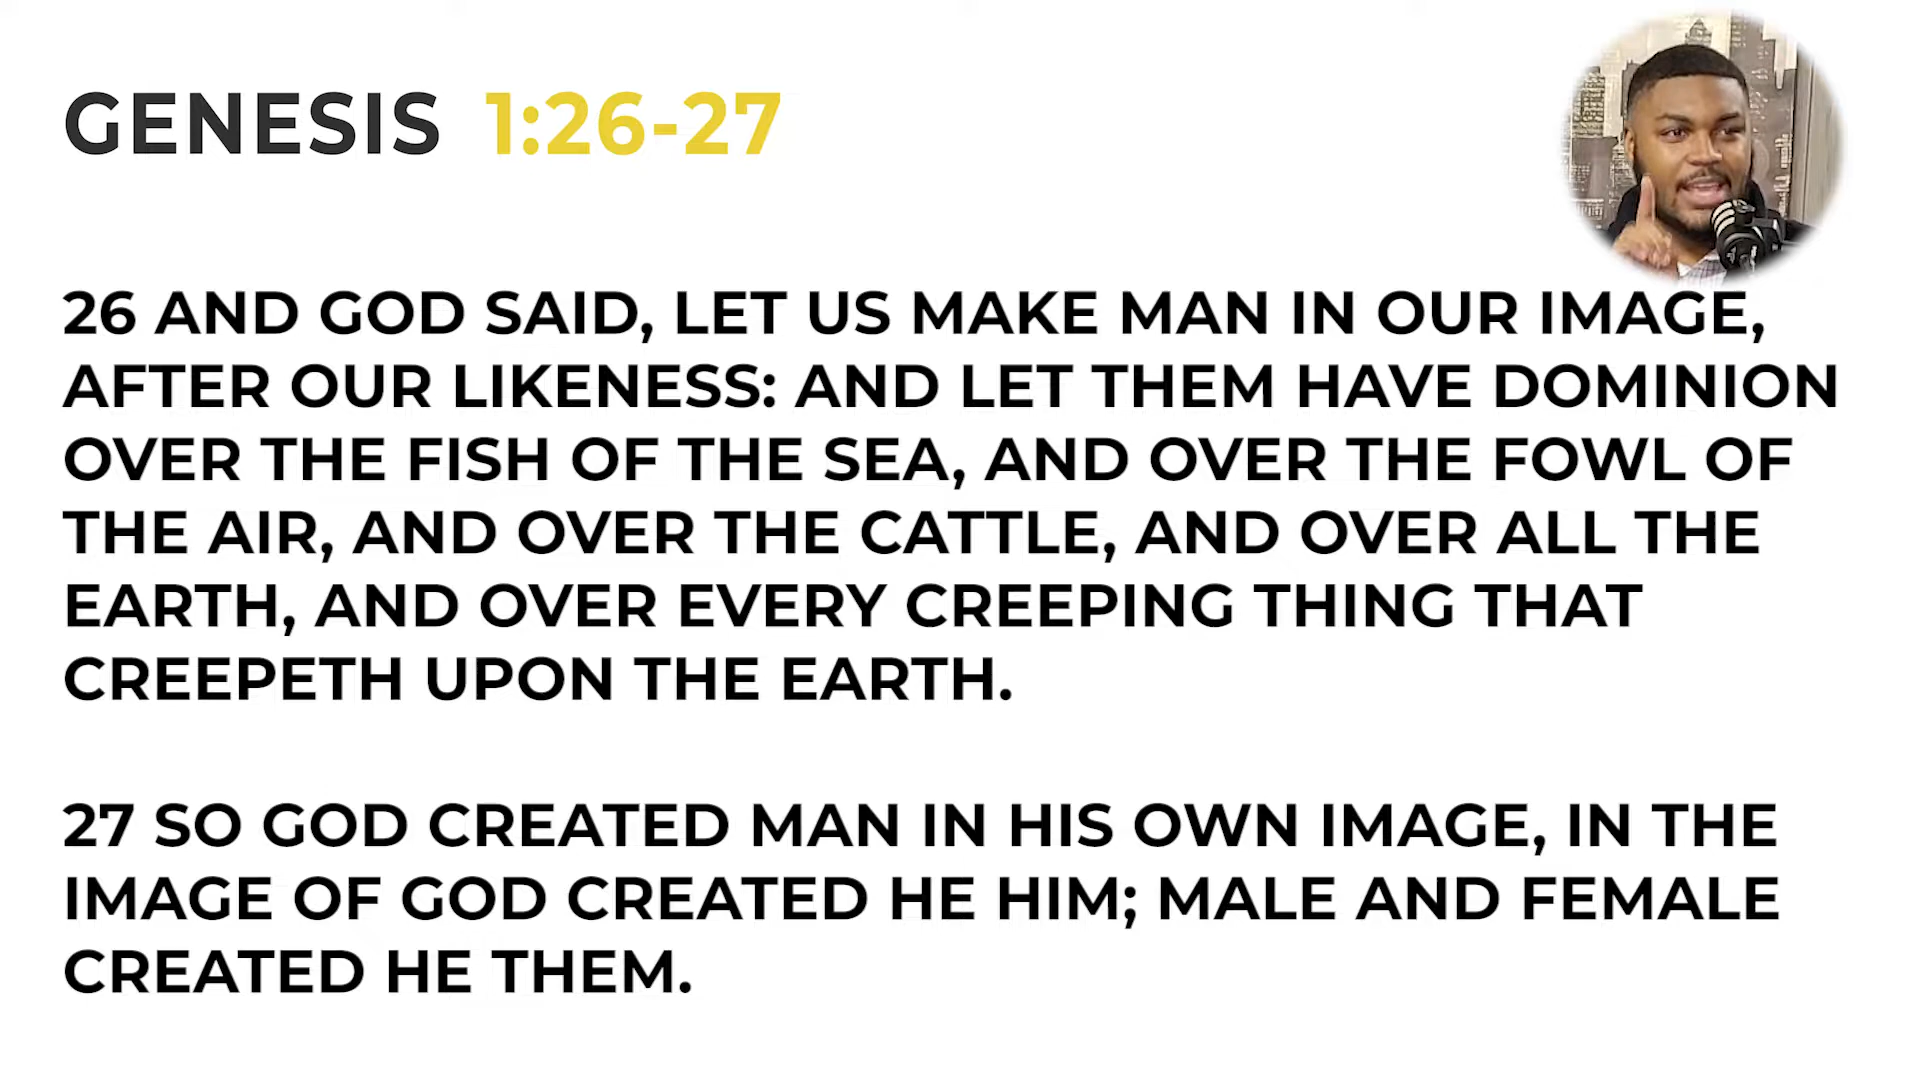 GENESIS 1:26-27
26 AND GOD SAID, LET US MAKE MAN IN OUR IMAGE,
AFTER OUR LIKENESS: AND LET THEM HAVE DOMINION
OVER THE FISH OF THE SEA, AND OVER THE FOWL OF
THE AIR, AND OVER THE CATTLE, AND OVER ALL THE
EARTH, AND OVER EVERY CREEPING THING THAT
CREEPETH UPON THE EARTH.
27 SO GOD CREATED MAN IN HIS OWN IMAGE, IN THE
IMAGE OF GOD CREATED HE HIM; MALE AND FEMALE
CREATED HE THEM.